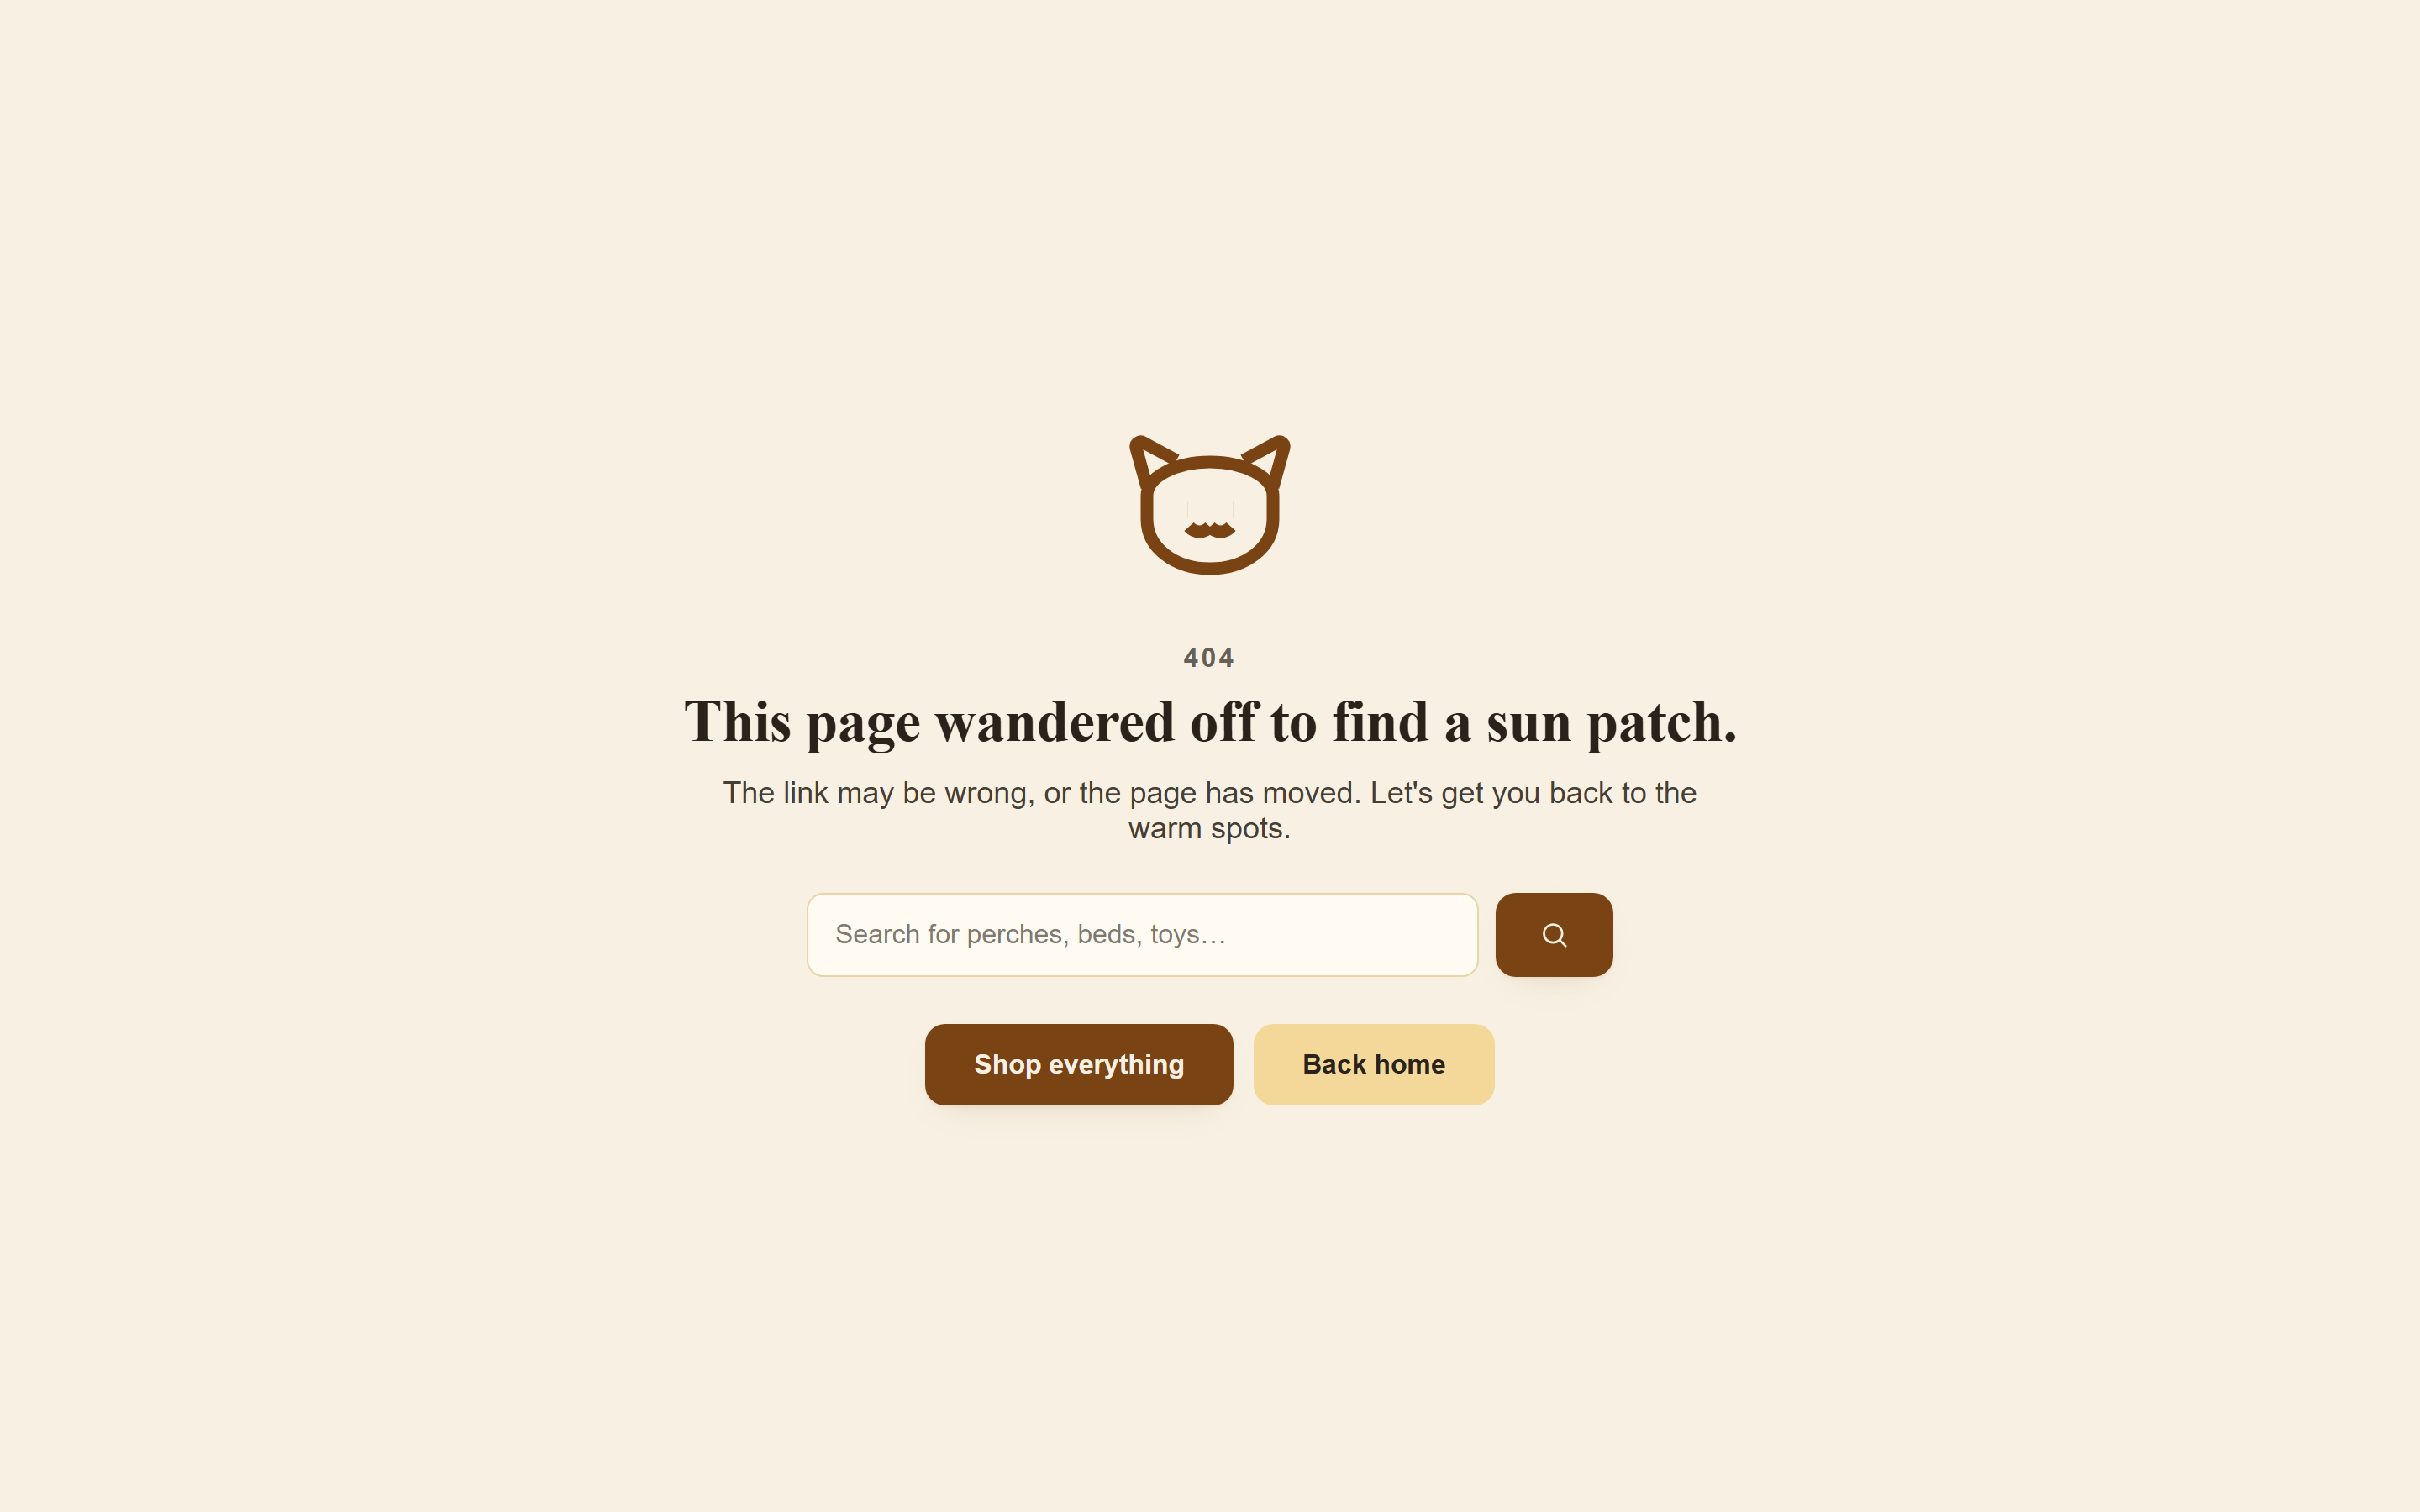 404
This page wandered off to find a sun patch.
The link may be wrong, or the page has moved. Let's get you back to the
warm spots.
Search for perches, beds, toys…
Shop everything
Back home